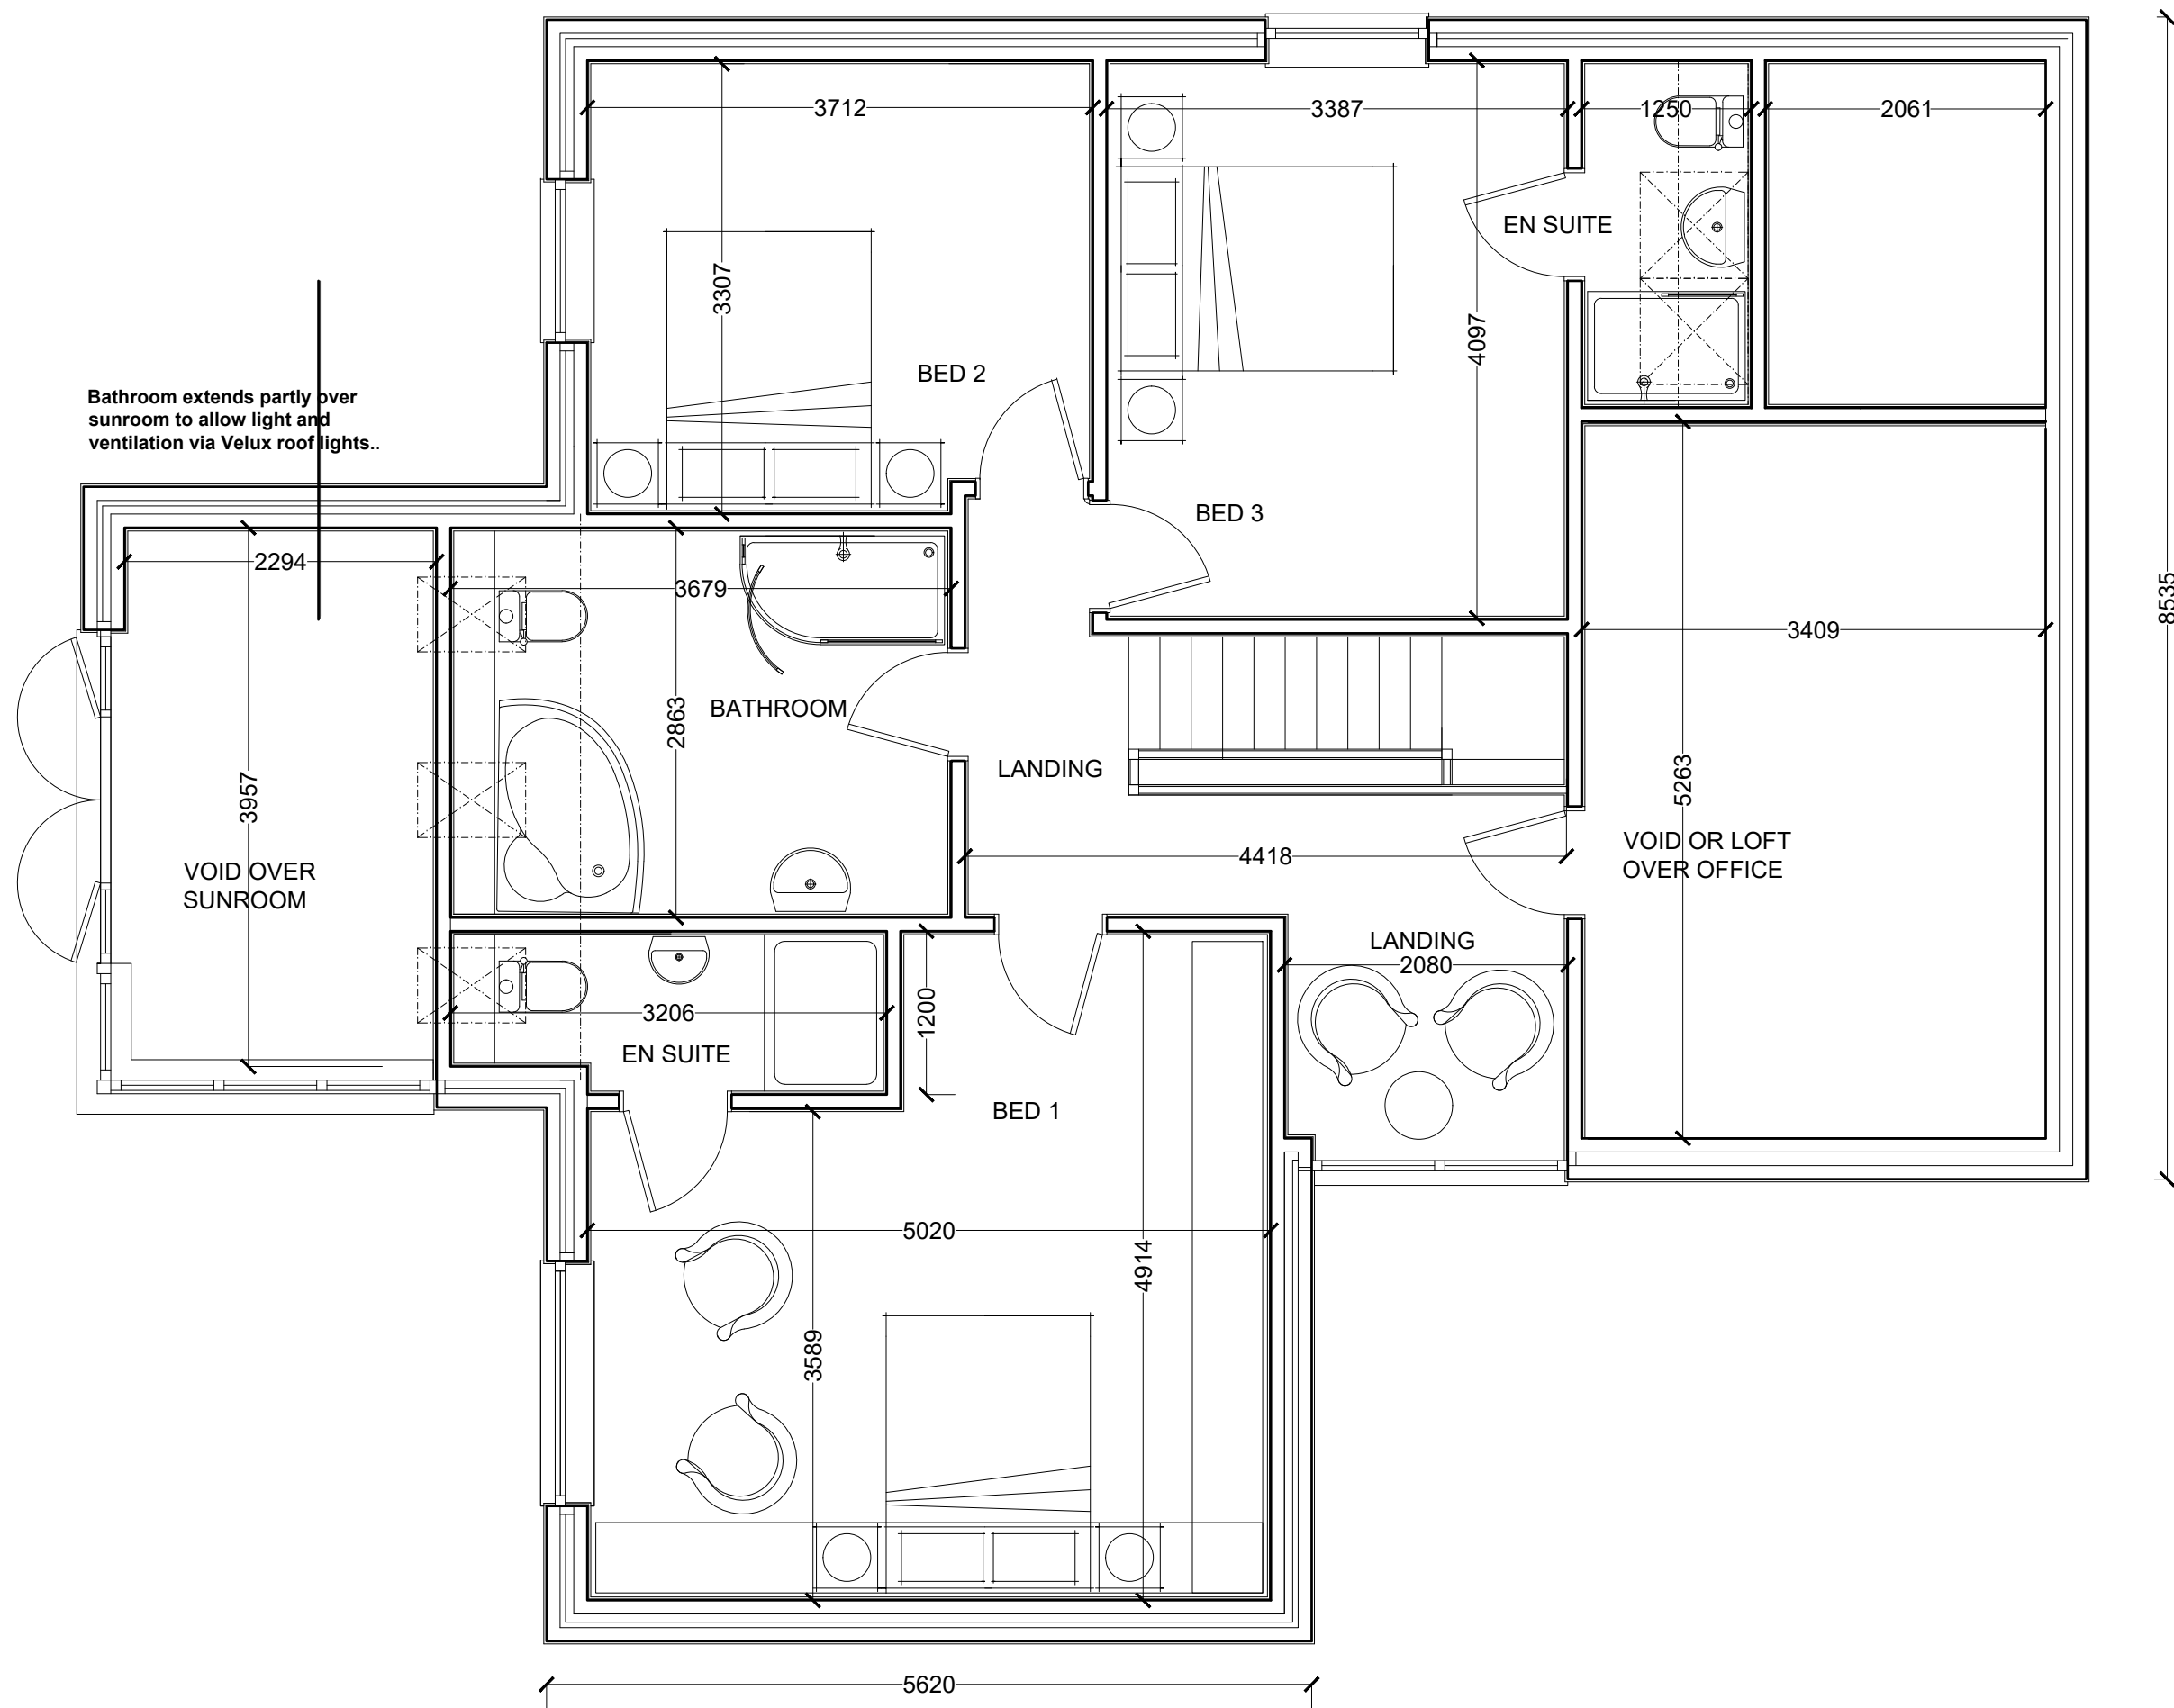 3712
3387
1250
2061
EN SUITE
3307
4097
BED 2
Bathroom extends partly over
sunroom to allow light and
ventilation via Velux roof lights..
BED 3
2294
3679
8535
3409
2863
BATHROOM
LANDING
5263
3957
VOID OVER
SUNROOM
4418
VOID OR LOFT
OVER OFFICE
LANDING
2080
3206
1200
EN SUITE
BED 1
5020
4914
3589
5620